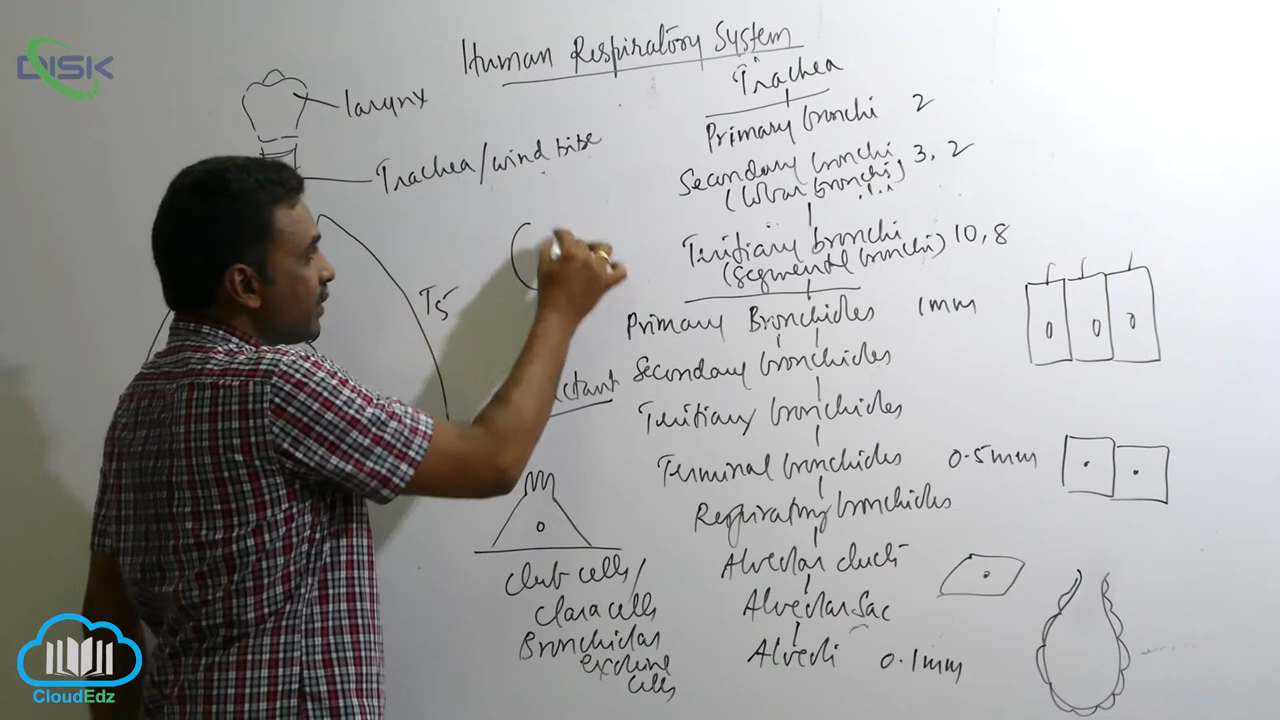 DISK
Human Respiratory System
larynx
Trachea/wind pipe
T5
ctant
Club cells/
Clara cells
Bronchiolar
exocrine
cells
Trachea
Primary bronchi 2
Secondary bronchi
(lobar bronchi) 3, 2
Tertiary bronchi
(Segmental bronchi) 10, 8
Primary Bronchioles 1mm
Secondary bronchioles
Tertiary bronchioles
Terminal bronchioles 0.5mm
Respiratory bronchioles
Alveolar ducts
Alveolar Sac
Alveoli 0.1mm
CloudEdz